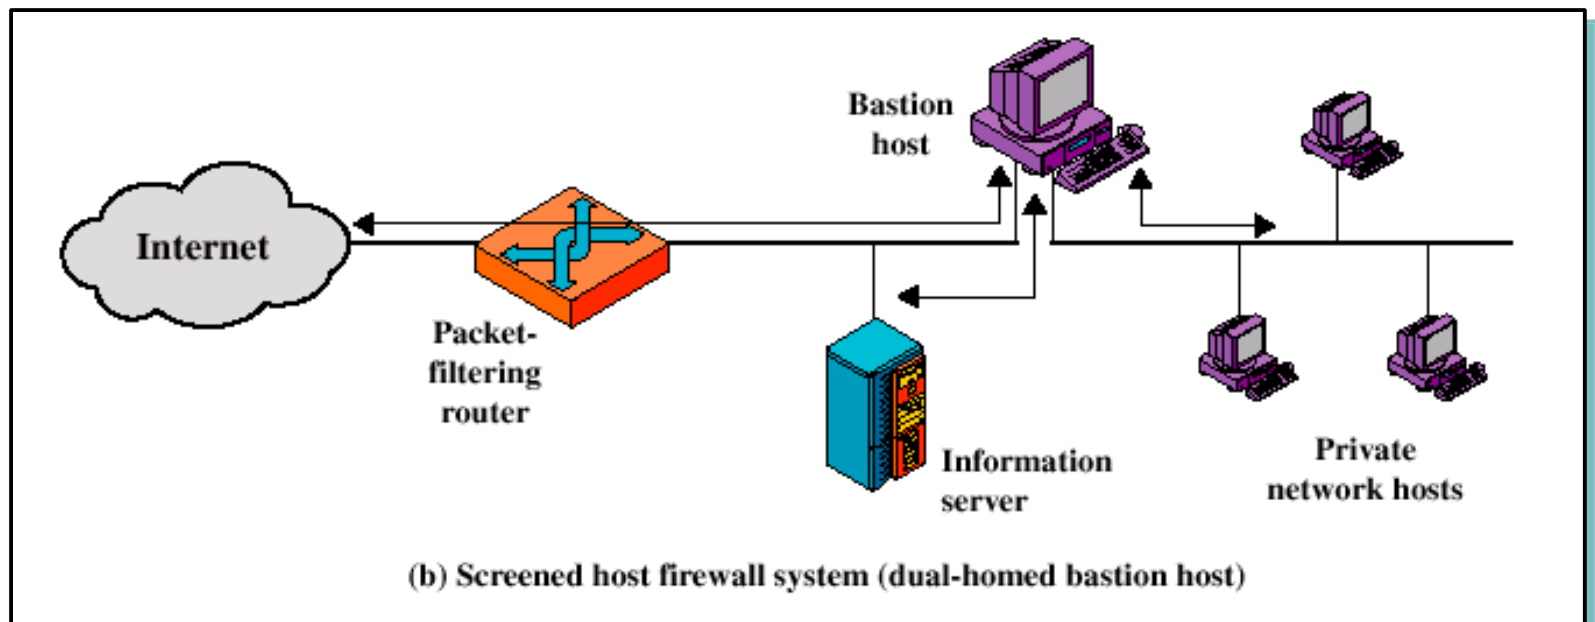 Bastion
host
Internet
Packet-
filtering
router
Information
server
Private
network hosts
(b) Screened host firewall system (dual-homed bastion host)